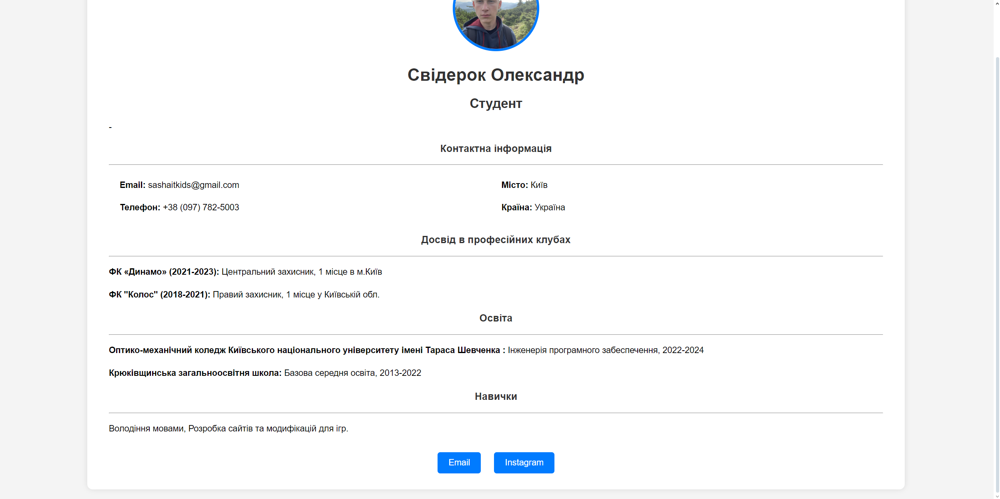 Свідерок Олександр
Студент
-
Контактна інформація
Email: sashaitkids@gmail.com
Місто: Київ
Телефон: +38 (097) 782-5003
Країна: Україна
Досвід в професійних клубах
ФК «Динамо» (2021-2023): Центральний захисник, 1 місце в м.Київ
ФК "Колос" (2018-2021): Правий захисник, 1 місце у Київській обл.
Освіта
Оптико-механічний коледж Київського національного університету імені Тараса Шевченка : Інженерія програмного забеспечення, 2022-2024
Крюківщинська загальноосвітня школа: Базова середня освіта, 2013-2022
Навички
Володіння мовами, Розробка сайтів та модифікацій для ігр.
Email
Instagram